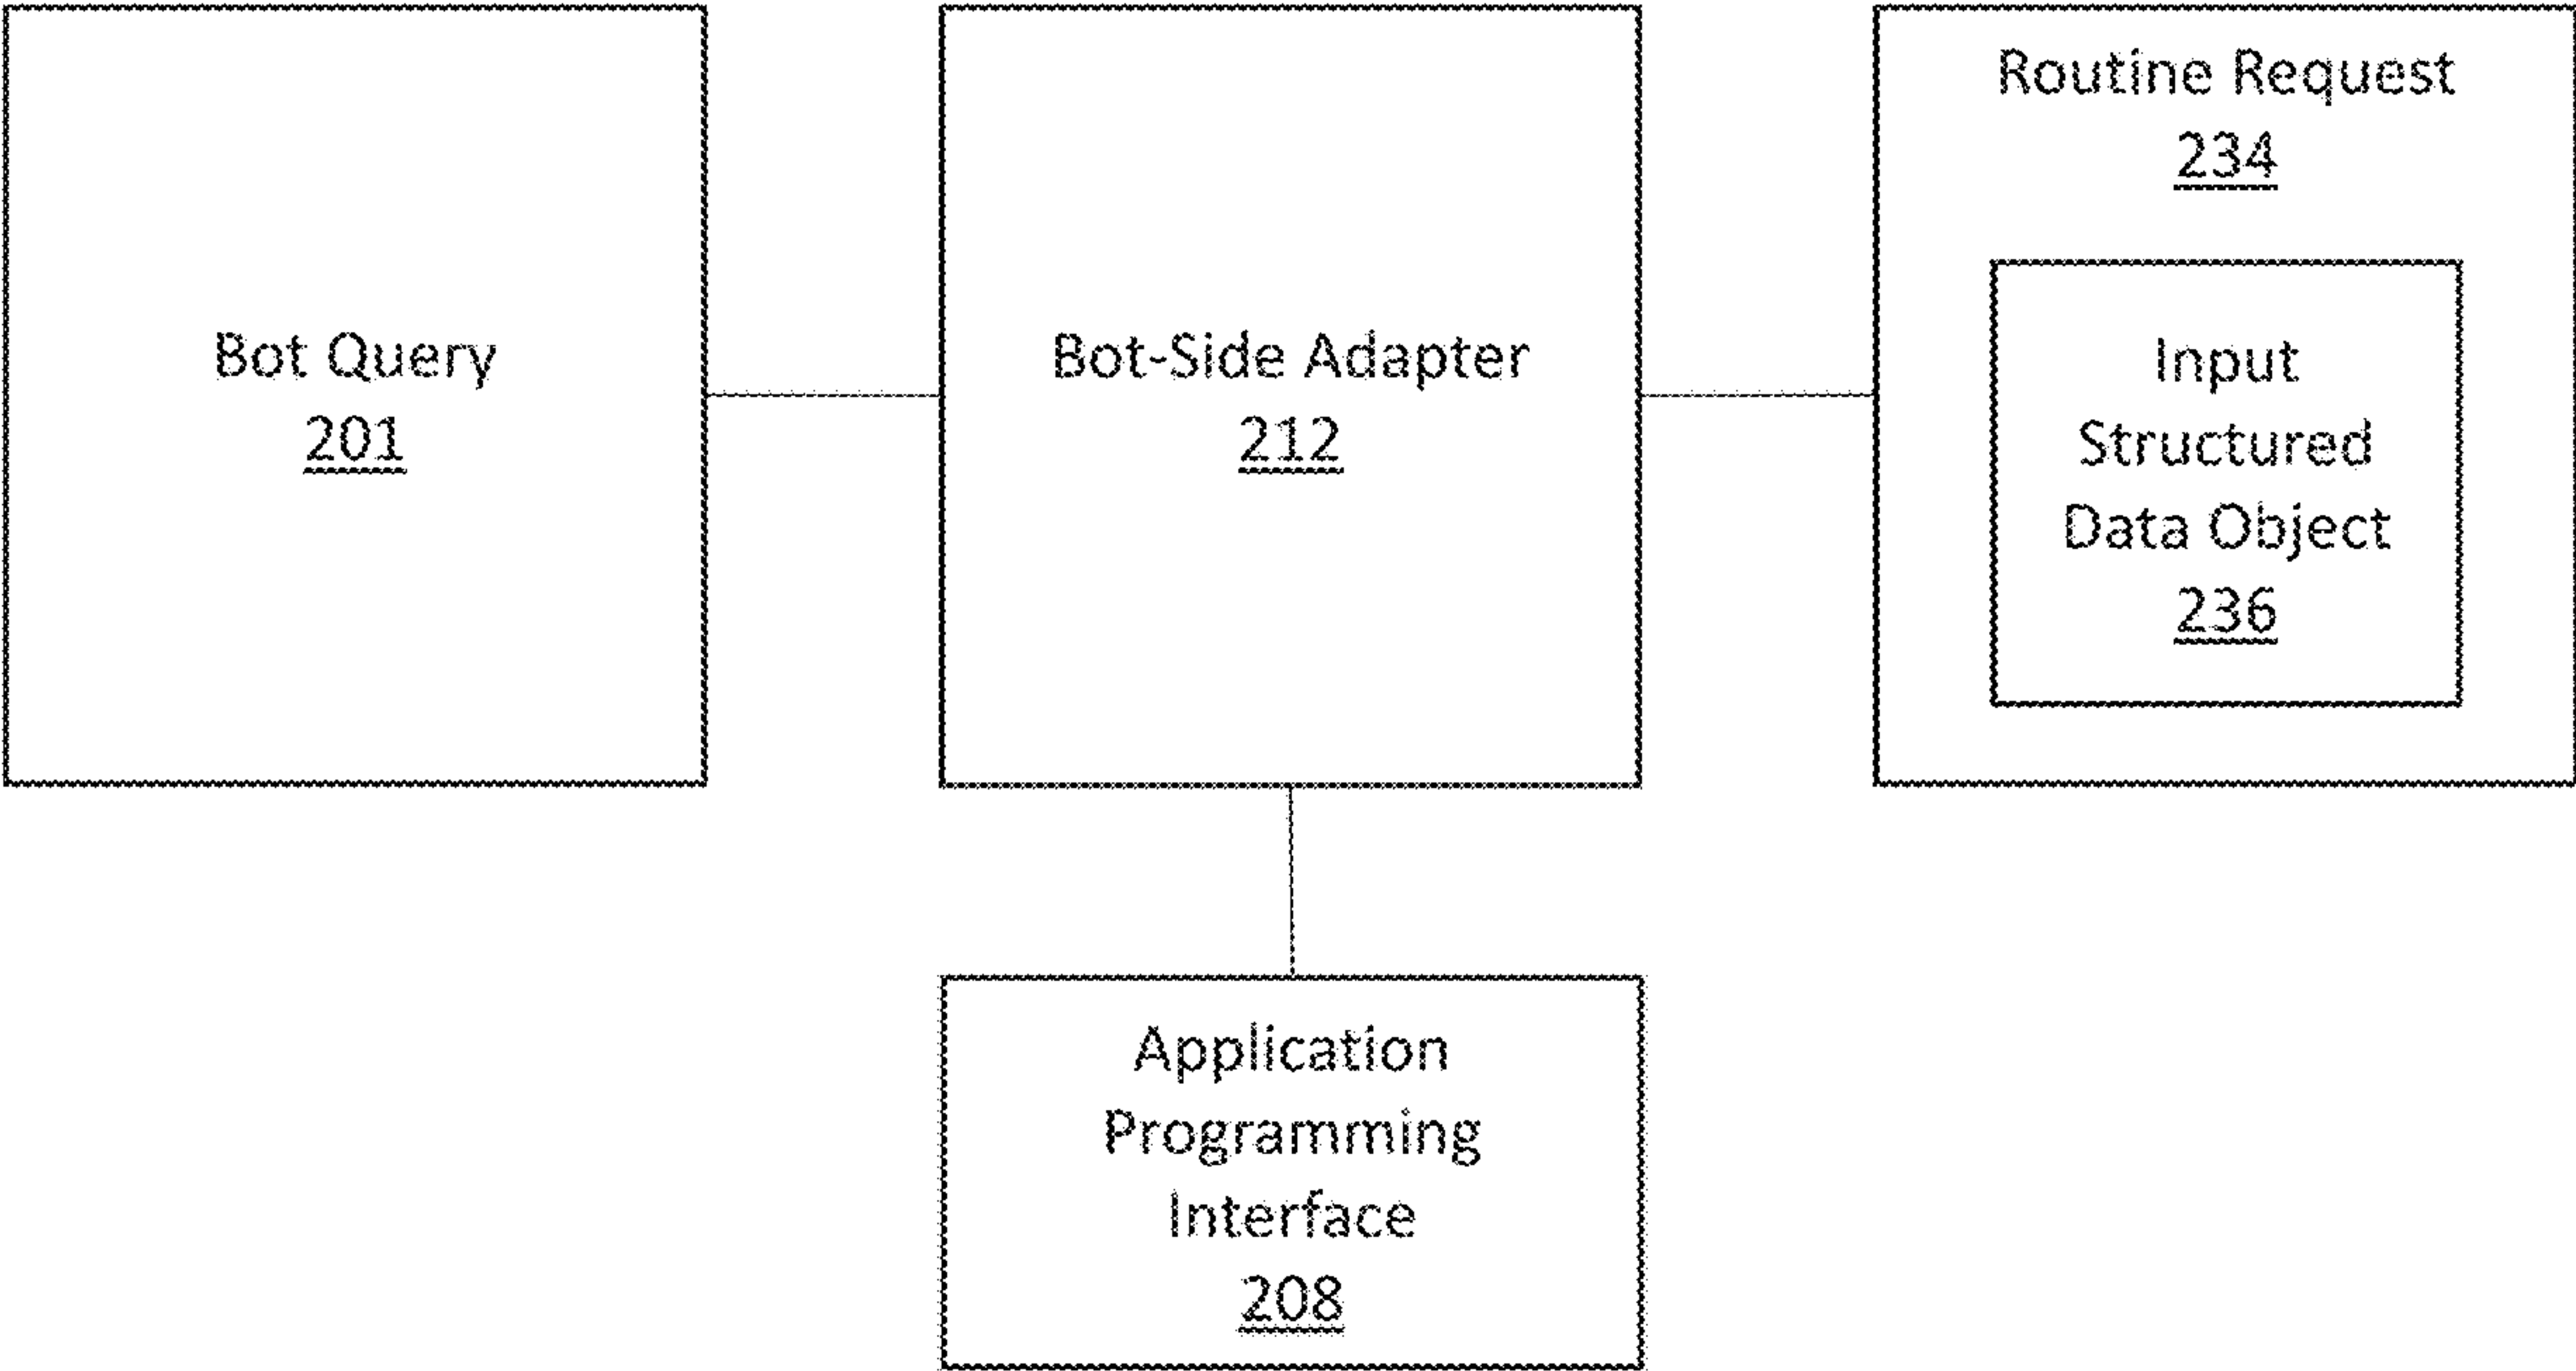 Bot Query
201
Bot-Side Adapter
212
Routine Request
234
Input
Structured
Data Object
236
Application
Programming
Interface
208